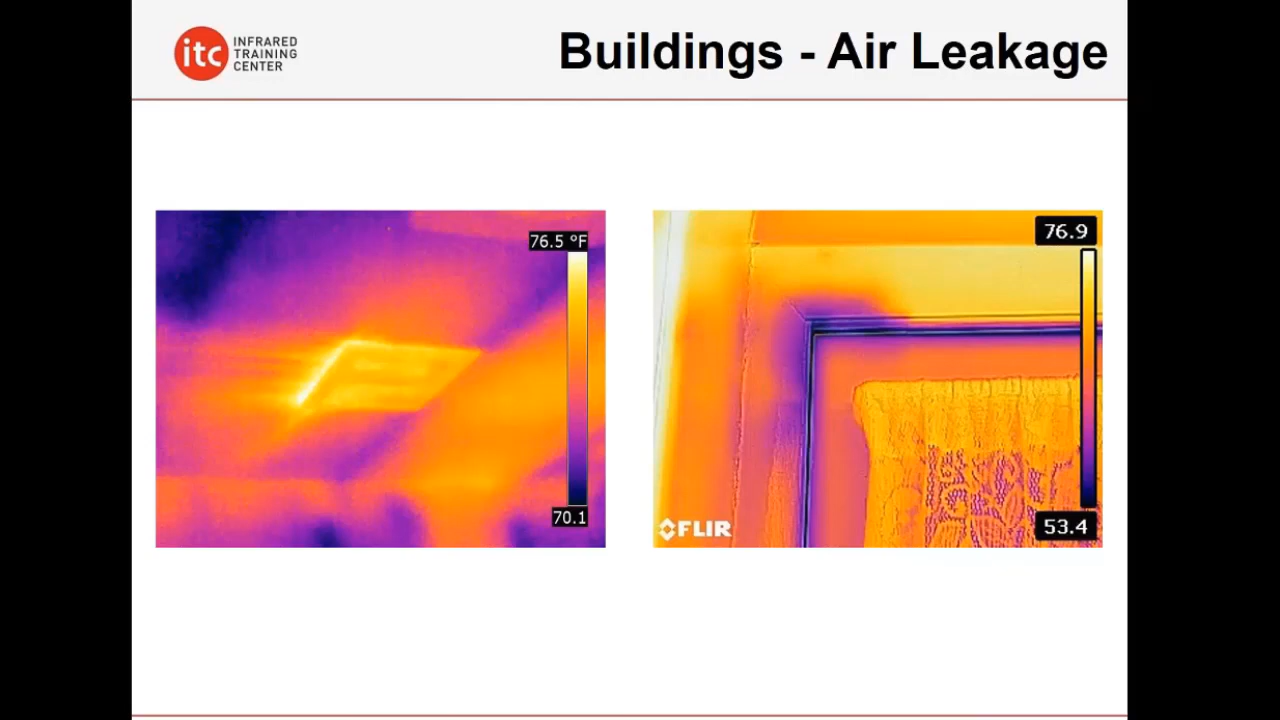 itc INFRARED
TRAINING
CENTER
Buildings - Air Leakage
76.5 °F
70.1
76.9
53.4
FLIR